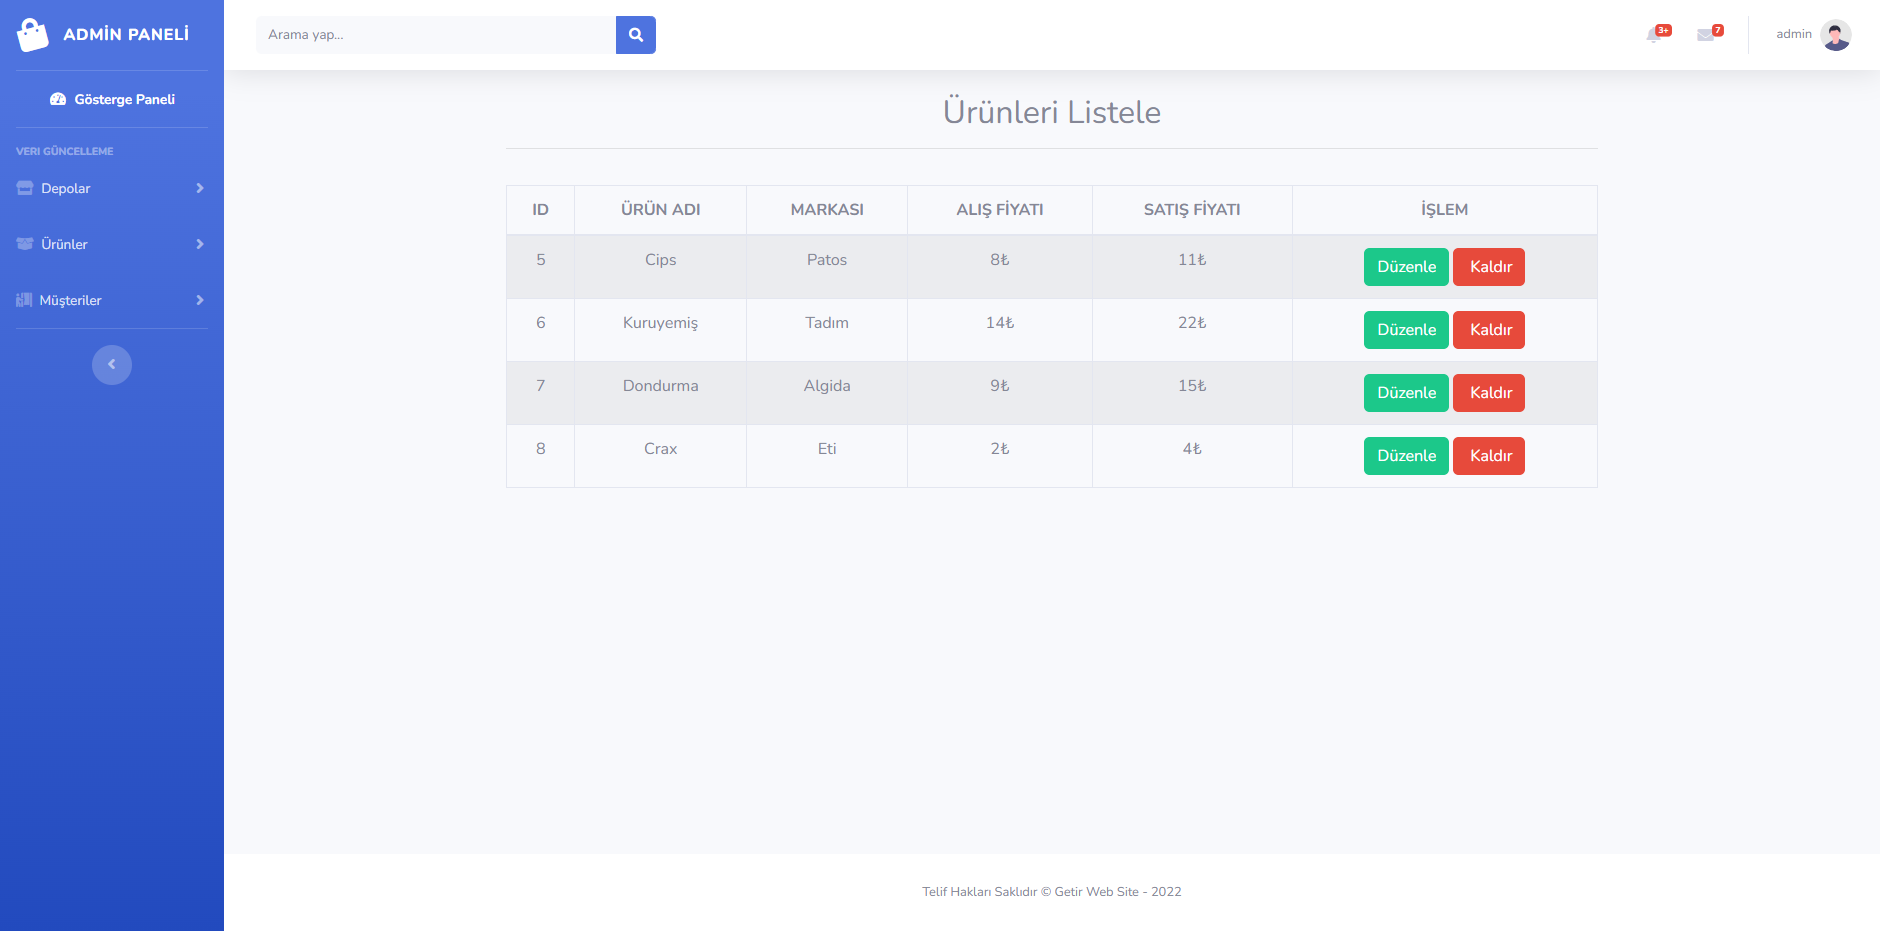 ADMİN PANELİ
Arama yap...
3+
7
admin
Gösterge Paneli
VERI GÜNCELLEME
Depolar
Ürünler
Müşteriler
Ürünleri Listele
ID ÜRÜN ADI MARKASI ALIŞ FİYATI SATIŞ FİYATI İŞLEM
5 Cips Patos 8₺ 11₺ Düzenle Kaldır
6 Kuruyemiş Tadım 14₺ 22₺ Düzenle Kaldır
7 Dondurma Algida 9₺ 15₺ Düzenle Kaldır
8 Crax Eti 2₺ 4₺ Düzenle Kaldır
Telif Hakları Saklıdır © Getir Web Site - 2022